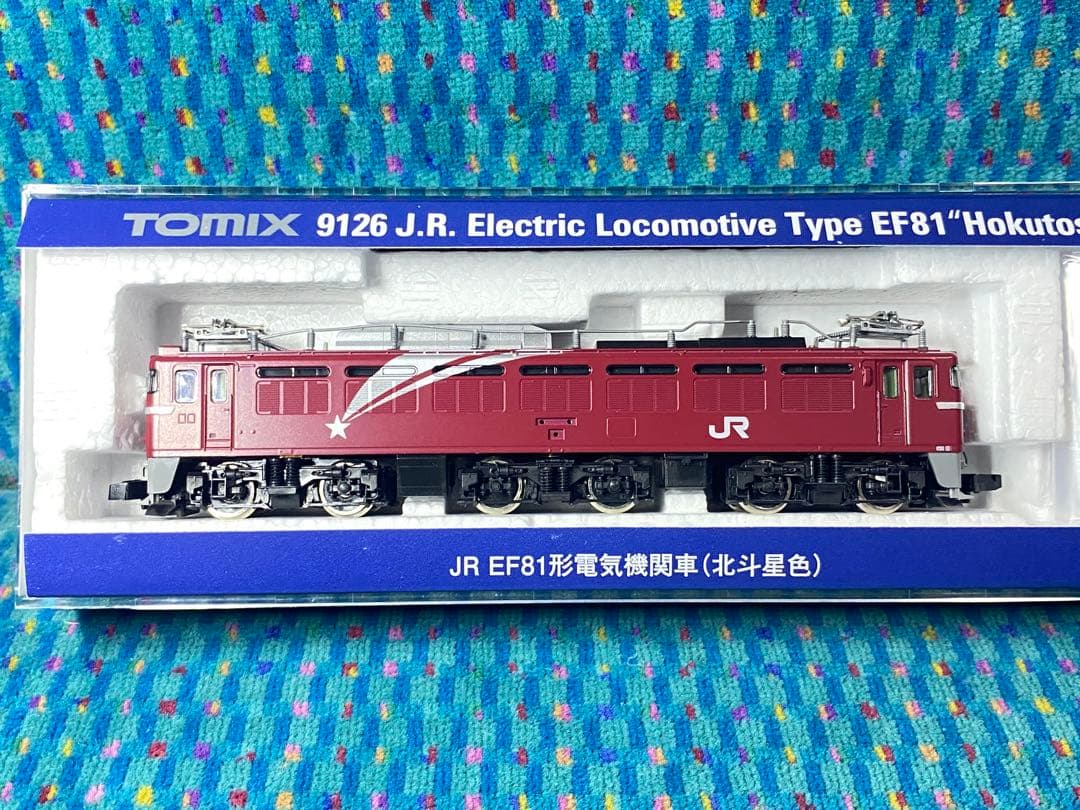 TOMIX 9126 J.R. Electric Locomotive Type EF81 "Hokutos
JR
JR EF81形電気機関車(北斗星色)